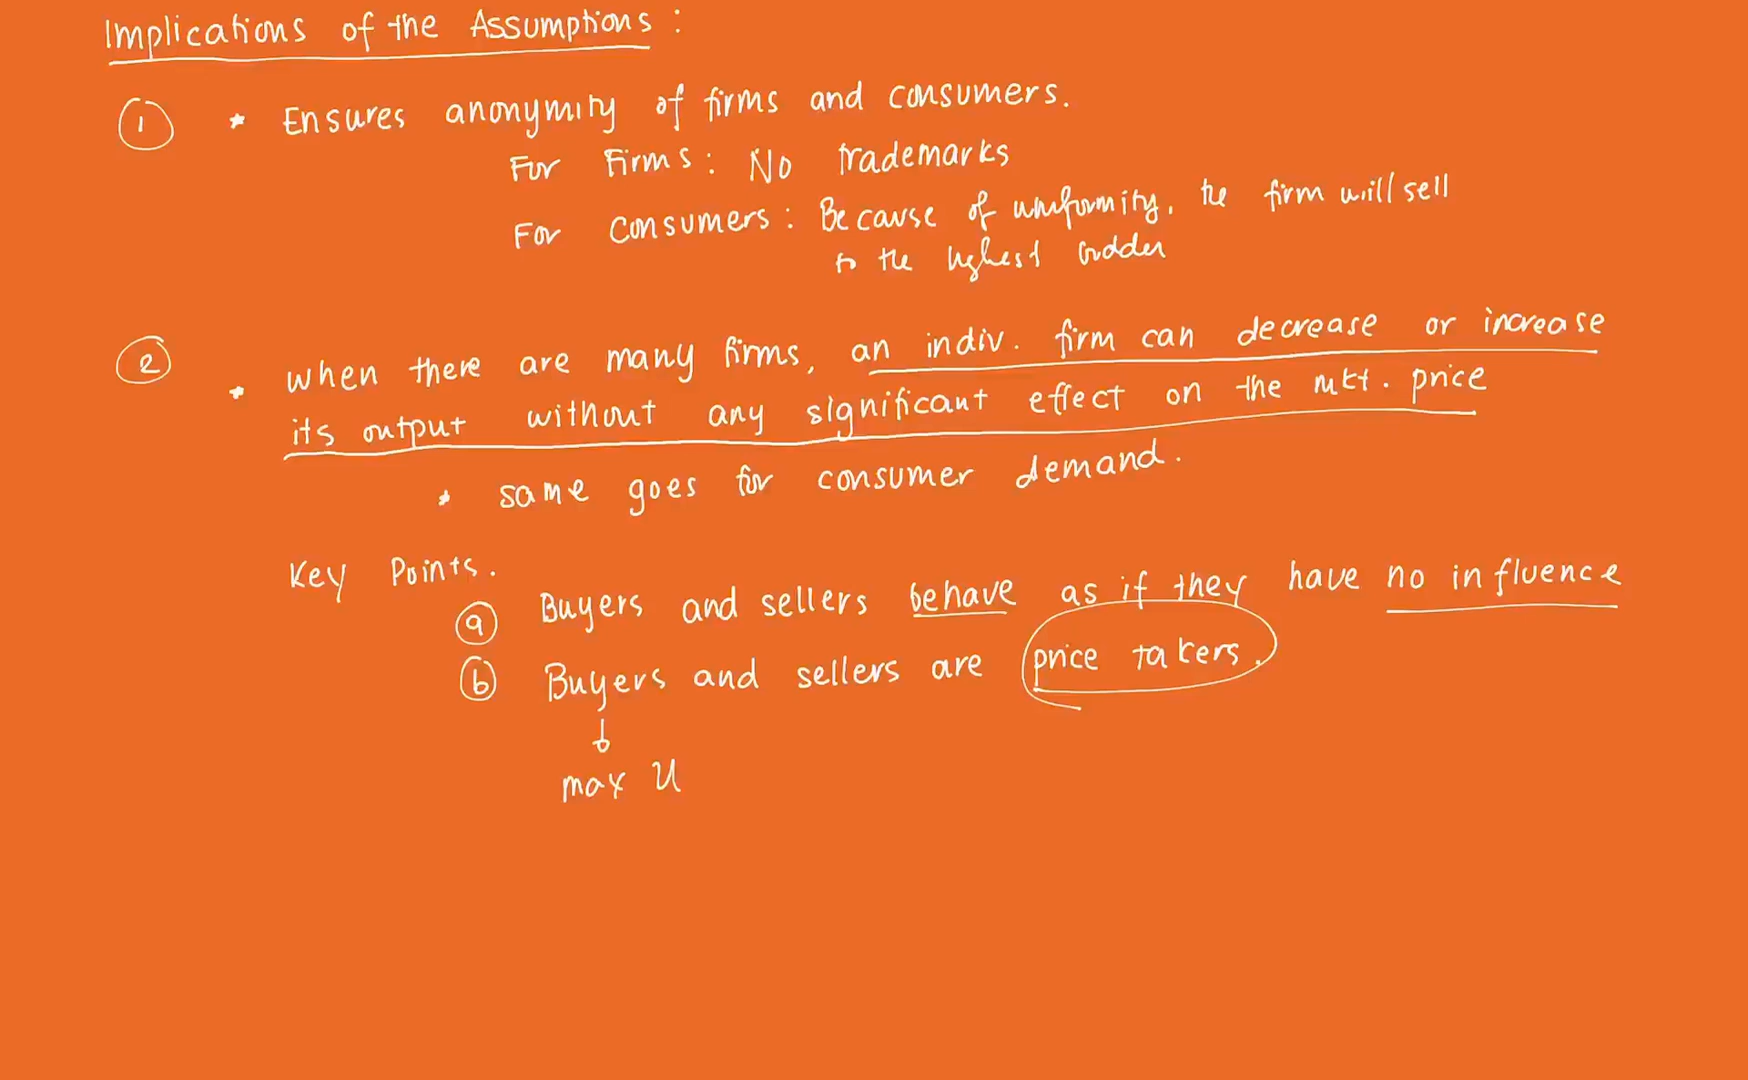 Implications of the Assumptions :
① * Ensures anonymity of firms and consumers.
For Firms : No trademarks
For Consumers : Because of uniformity, the firm will sell
to the highest bidder
② * when there are many firms, an indiv. firm can decrease or increase
its output without any significant effect on the mkt. price
* same goes for consumer demand.
Key Points.
ⓐ Buyers and sellers behave as if they have no influence
ⓑ Buyers and sellers are price takers.
↓
max U